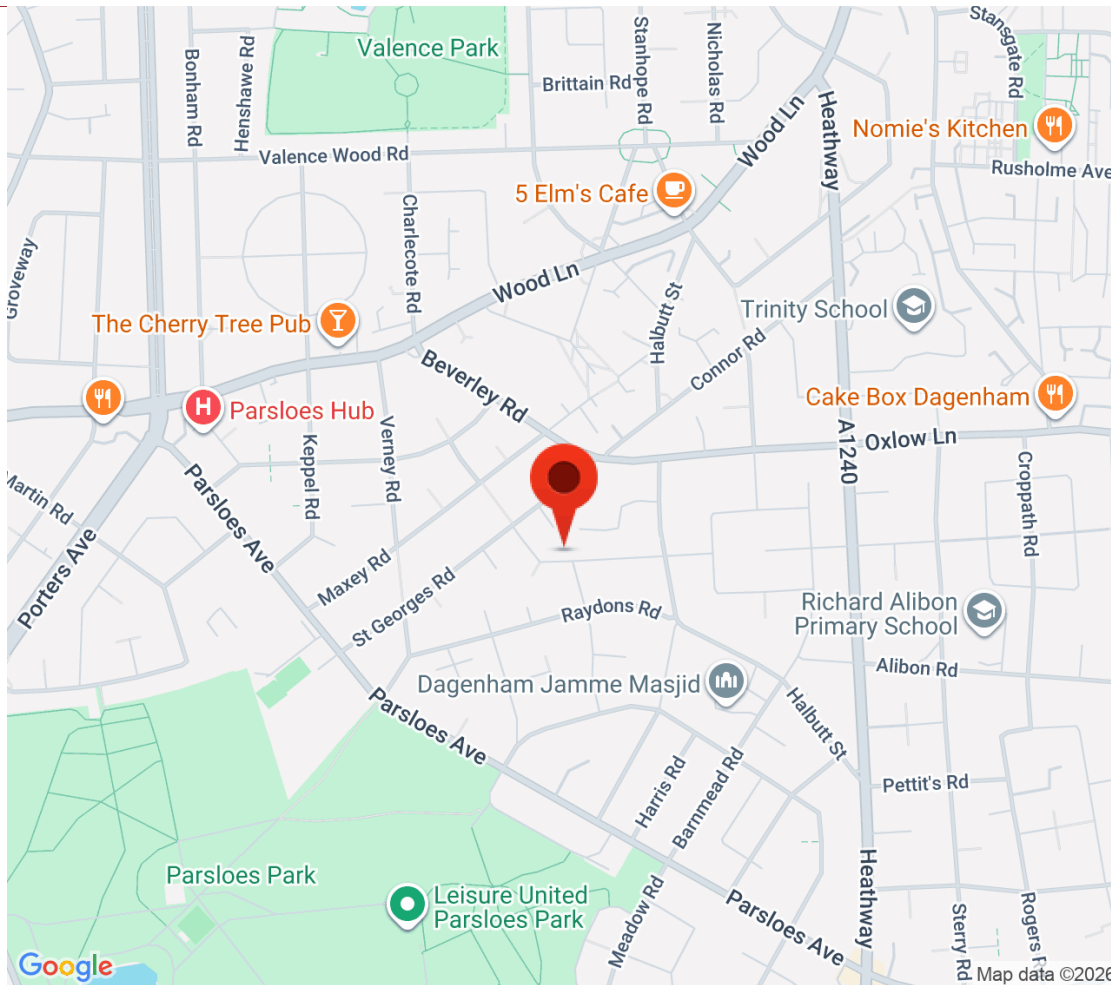 Valence Park
Bonham Rd
Henshawe Rd
Stanhope Rd
Nicholas Rd
Stansgate Rd
Brittain Rd
Wood Ln
Heathway
Nomie's Kitchen
Valence Wood Rd
Rusholme Ave
5 Elm's Cafe
Charlecote Rd
Groveway
Wood Ln
Halbutt St
Trinity School
The Cherry Tree Pub
Connor Rd
Beverley Rd
Cake Box Dagenham
H
Parsloes Hub
A1240
Oxlow Ln
Keppel Rd
Verney Rd
Croppath Rd
Martin Rd
Parsloes Ave
Porters Ave
Maxey Rd
St Georges Rd
Raydons Rd
Richard Alibon
Primary School
Alibon Rd
Dagenham Jamme Masjid
Parsloes Ave
Halbutt St
Harris Rd
Barnmead Rd
Pettit's Rd
Parsloes Park
Leisure United
Parsloes Park
Heathway
Meadow Rd
Parsloes Ave
Sterry Rd
Rogers R
Google
Map data ©2026